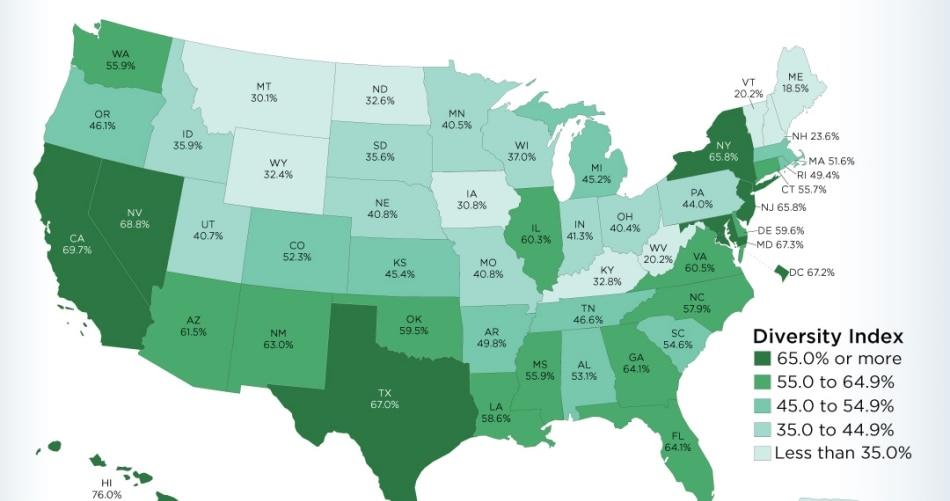 WA
55.9%
OR
46.1%
ID
35.9%
MT
30.1%
ND
32.6%
MN
40.5%
SD
35.6%
WY
32.4%
WI
37.0%
MI
45.2%
VT
20.2%
ME
18.5%
NH 23.6%
NY
65.8%
MA 51.6%
RI 49.4%
CT 55.7%
NJ 65.8%
PA
44.0%
DE 59.6%
MD 67.3%
DC 67.2%
CA
69.7%
NV
68.8%
UT
40.7%
CO
52.3%
NE
40.8%
IA
30.8%
KS
45.4%
MO
40.8%
IL
60.3%
IN
41.3%
OH
40.4%
WV
20.2%
KY
32.8%
VA
60.5%
NC
57.9%
TN
46.6%
SC
54.6%
AZ
61.5%
NM
63.0%
OK
59.5%
AR
49.8%
TX
67.0%
LA
58.6%
MS
55.9%
AL
53.1%
GA
64.1%
FL
64.1%
HI
76.0%
Diversity Index
65.0% or more
55.0 to 64.9%
45.0 to 54.9%
35.0 to 44.9%
Less than 35.0%